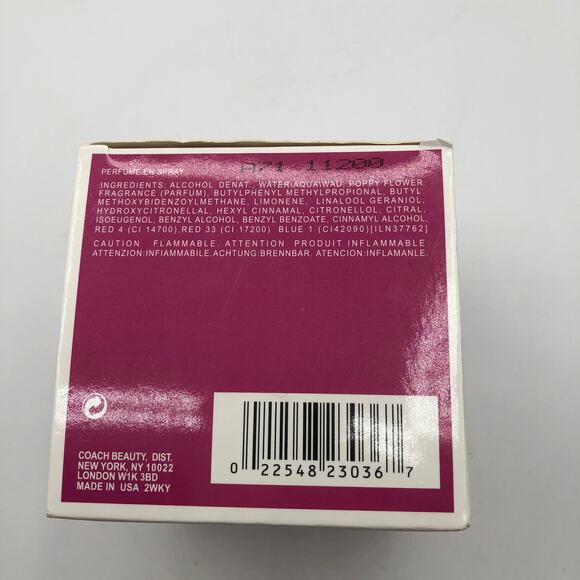 A71 11200
PERFUME EN SPRAY
INGREDIENTS: ALCOHOL DENAT., WATER/AQUA/WAU, POPPY FLOWER
FRAGRANCE (PARFUM), BUTYLPHENYL METHYLPROPIONAL BUTYL
METHOXYBIDENZOYLMETHANE, LIMONENE, LINALOOL GERANIOL,
HYDROXYCITRONELLAL, HEXYL CINNAMAL, CITRONELLOL, CITRAL,
ISOEUGENOL, BENZYL ALCOHOL, BENZYL BENZOATE, CINNAMYL ALCOHOL,
RED 4 (CI 14700),RED 33 (CI 17200) BLUE 1 (CI42090)[ILN37762]
CAUTION FLAMMABLE. ATTENTION PRODUIT INFLAMMABLE
ATTENZION:INFIAMMABILE.ACHTUNG:BRENNBAR. ATENCION:INFLAMANLE.
COACH BEAUTY, DIST.
NEW YORK, NY 10022
LONDON W1K 3BD
MADE IN USA 2WKY
0 22548 23036 7